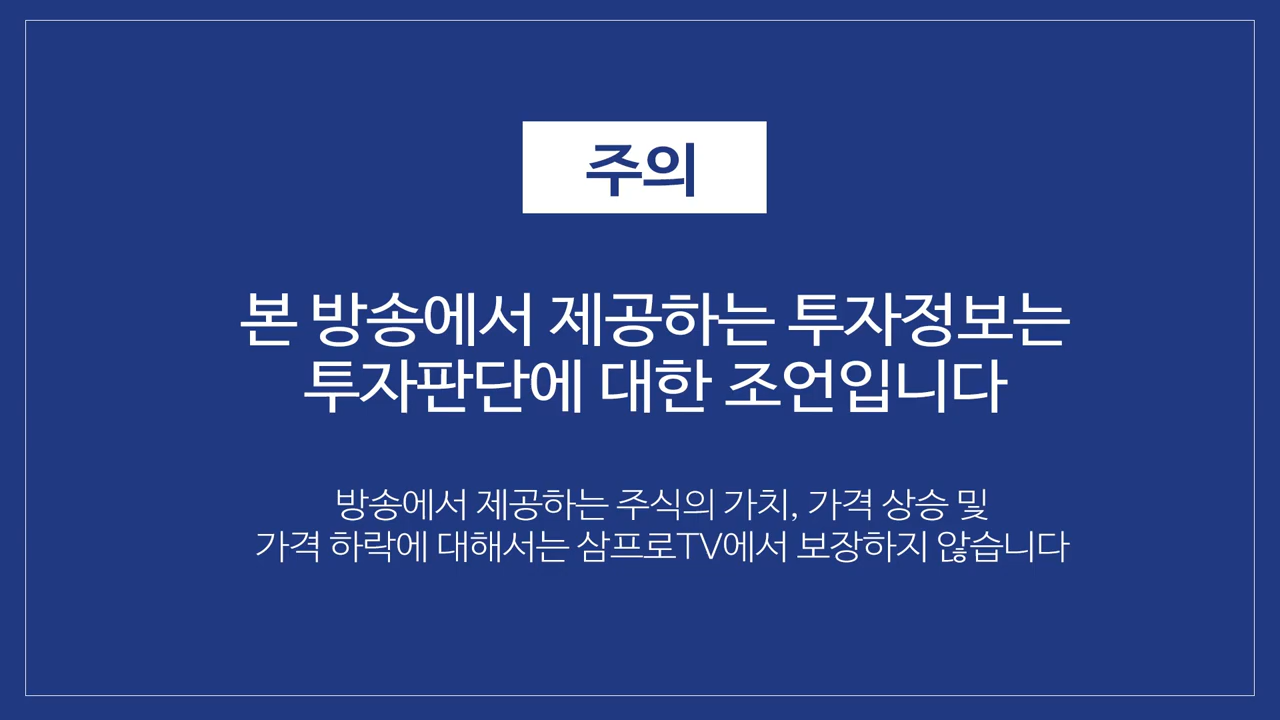 주의
본 방송에서 제공하는 투자정보는
투자판단에 대한 조언입니다
방송에서 제공하는 주식의 가치, 가격 상승 및
가격 하락에 대해서는 삼프로TV에서 보장하지 않습니다